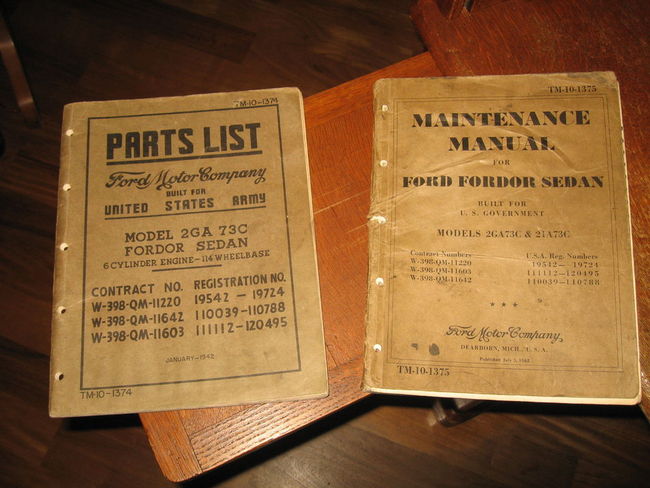 TM-10-1374
PARTS LIST
Ford Motor Company
BUILT FOR
UNITED STATES ARMY
MODEL 2GA 73C
FORDOR SEDAN
6 CYLINDER ENGINE-114 WHEELBASE
CONTRACT NO. REGISTRATION NO.
W-398-QM-11220 19542 - 19724
W-398-QM-11642 110039-110788
W-398-QM-11603 111112-120495
JANUARY-1942
TM-10-1374
TM-10-1375
MAINTENANCE
MANUAL
FOR
FORD FORDOR SEDAN
BUILT FOR
U. S. GOVERNMENT
MODELS 2GA73C & 21A73C
Contract Numbers U.S.A. Reg. Numbers
W-398-QM-11220 19542- 19724
W-398-QM-11603 111112-120495
W-398-QM-11642 110039-110788
Ford Motor Company
DEARBORN, MICH., U. S. A.
Published July 5, 1942
TM-10-1375